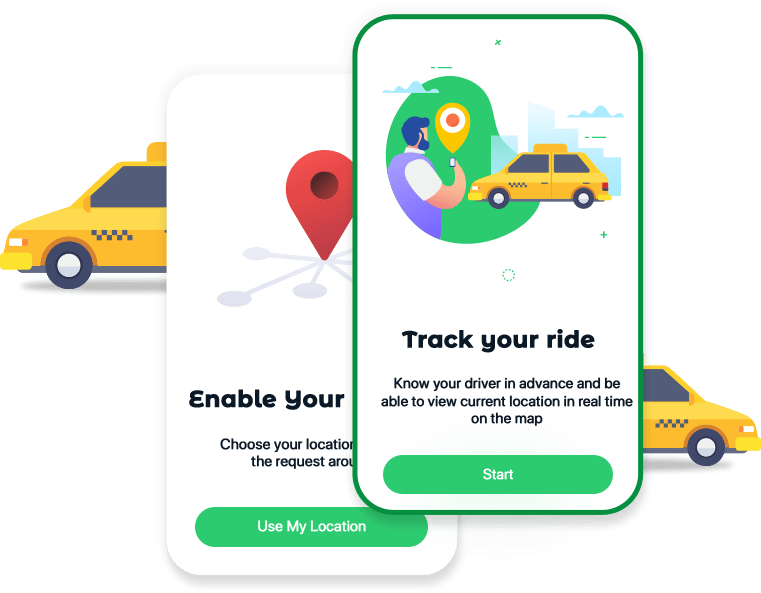 Enable Your
Choose your location
the request
Use My Location
Track your ride
Know your driver in advance and be
able to view current location in real time
on the map
Start